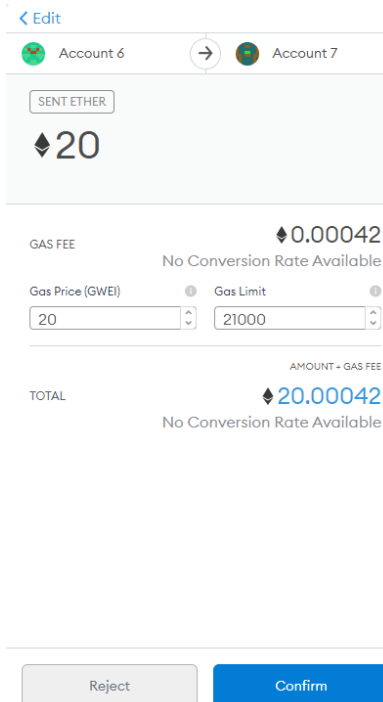 Edit
Account 6 Account 7
SENT ETHER
20
GAS FEE 0.00042
No Conversion Rate Available
Gas Price (GWEI) Gas Limit
20 21000
AMOUNT + GAS FEE
TOTAL 20.00042
No Conversion Rate Available
Reject Confirm